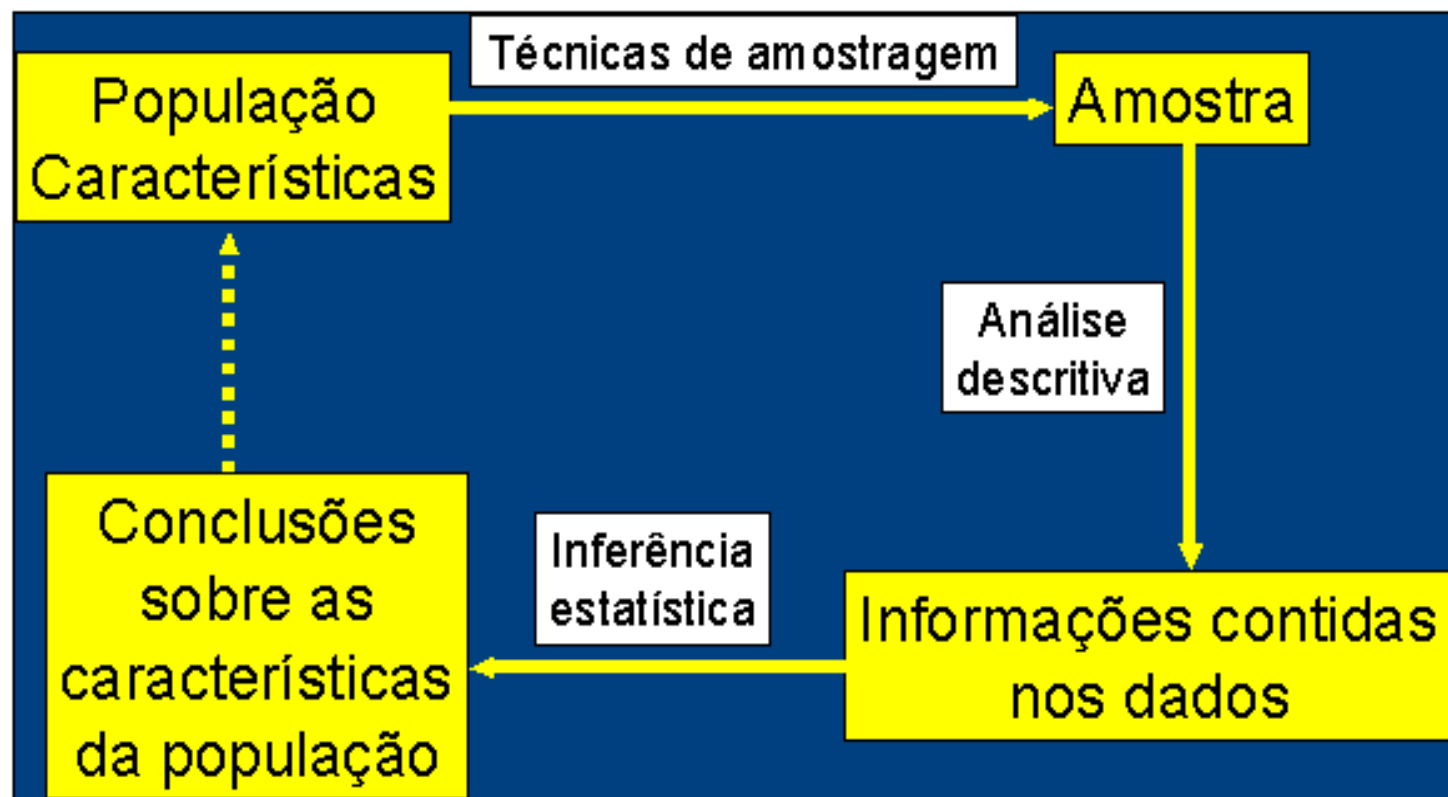 Técnicas de amostragem
População
Características
Amostra
Análise
descritiva
Informações contidas
nos dados
Inferência
estatística
Conclusões
sobre as
características
da população